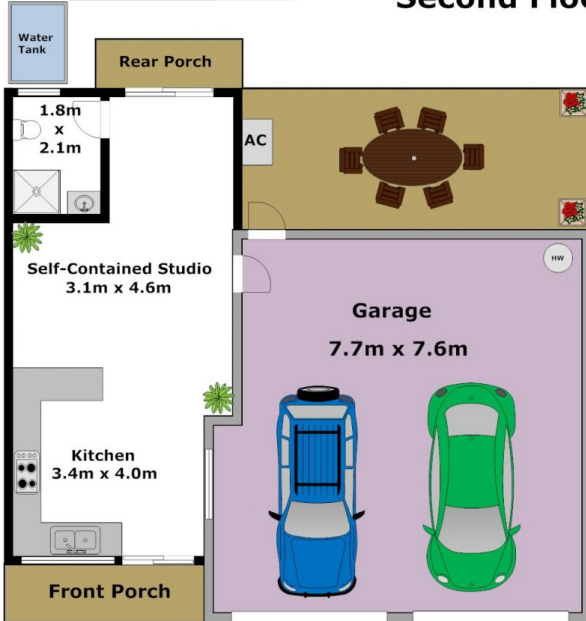 Second Floo
Water
Tank
Rear Porch
1.8m
x
2.1m
AC
HW
Self-Contained Studio
3.1m x 4.6m
Garage
7.7m x 7.6m
Kitchen
3.4m x 4.0m
Front Porch